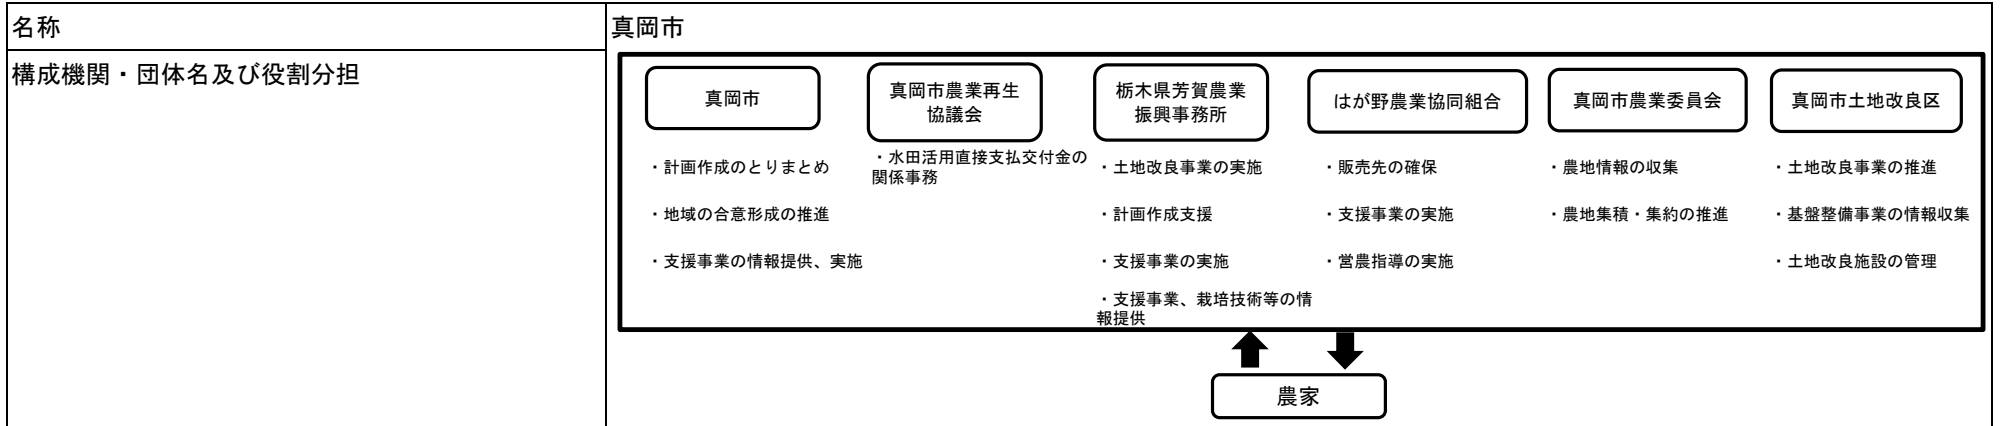 名称
真岡市
構成機関・団体名及び役割分担
真岡市
・計画作成のとりまとめ
・地域の合意形成の推進
・支援事業の情報提供、実施
真岡市農業再生
協議会
・水田活用直接支払交付金の
関係事務
栃木県芳賀農業
振興事務所
・土地改良事業の実施
・計画作成支援
・支援事業の実施
・支援事業、栽培技術等の情
報提供
はが野農業協同組合
・販売先の確保
・支援事業の実施
・営農指導の実施
真岡市農業委員会
・農地情報の収集
・農地集積・集約の推進
真岡市土地改良区
・土地改良事業の推進
・基盤整備事業の情報収集
・土地改良施設の管理
農家